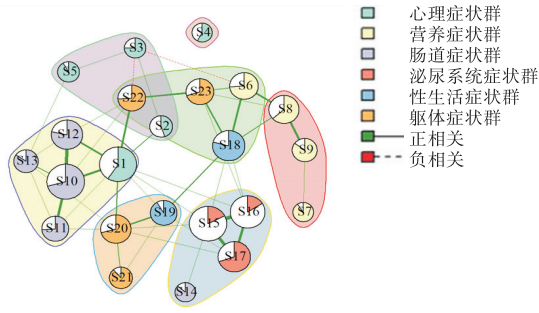 S4
S3
S5
S22
S23
S6
S8
S2
S12
S18
S9
S13
S1
S10
S7
S11
S20
S19
S15
S16
S17
S21
S14
心理症状群
营养症状群
肠道症状群
泌尿系统症状群
性生活症状群
躯体症状群
正相关
负相关